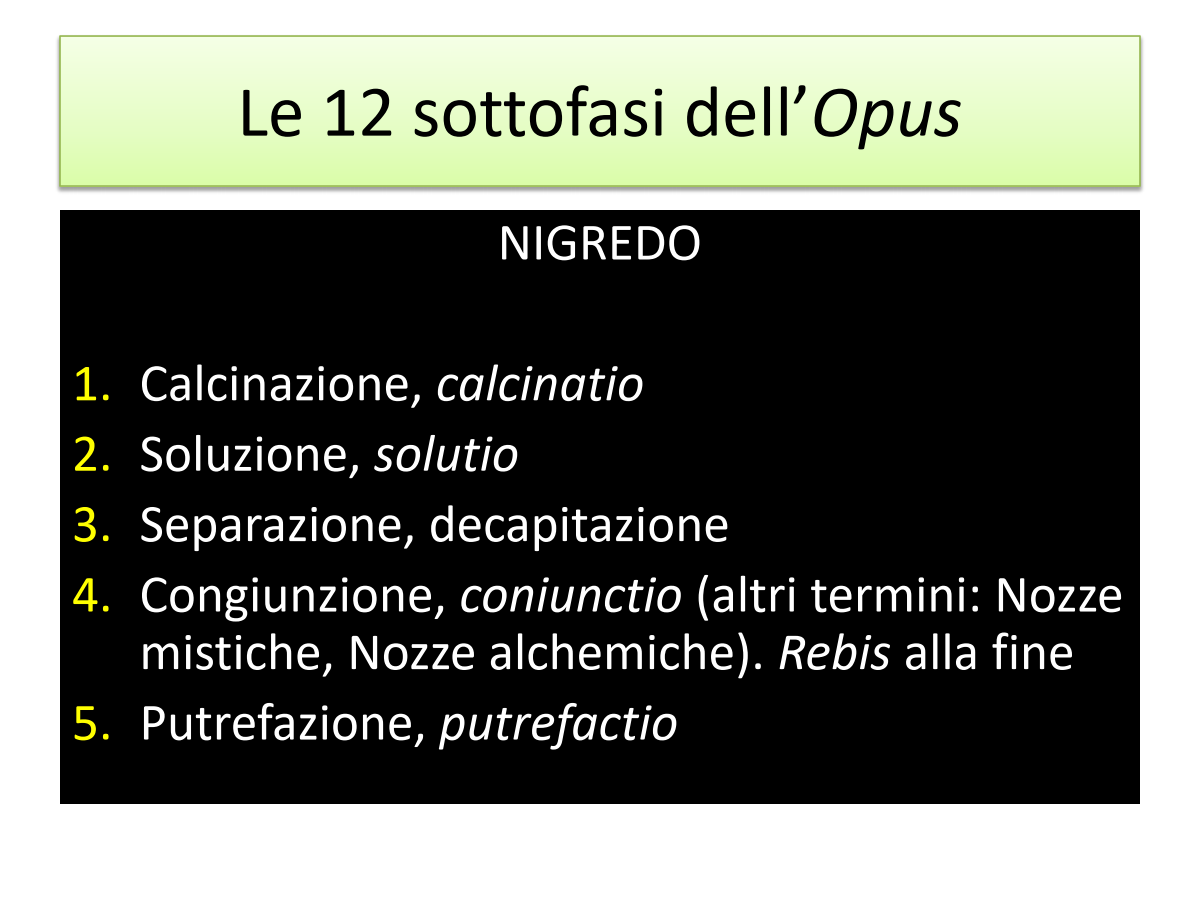 Le 12 sottofasi dell’Opus
NIGREDO
1. Calcinazione, calcinatio
2. Soluzione, solutio
3. Separazione, decapitazione
4. Congiunzione, coniunctio (altri termini: Nozze
mistiche, Nozze alchemiche). Rebis alla fine
5. Putrefazione, putrefactio